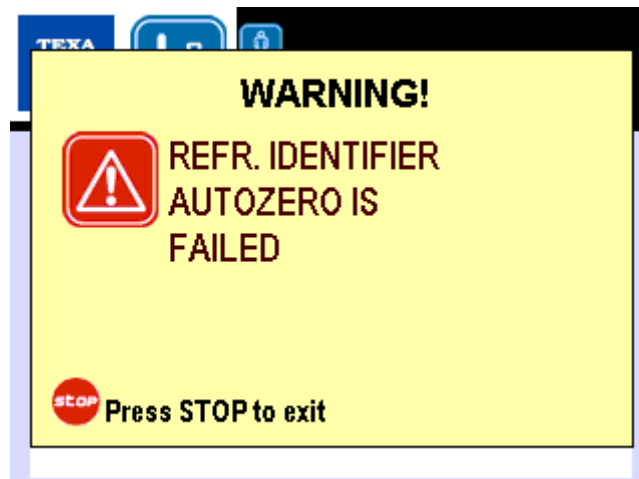 TEXA
WARNING!
REFR. IDENTIFIER
AUTOZERO IS
FAILED
stop Press STOP to exit